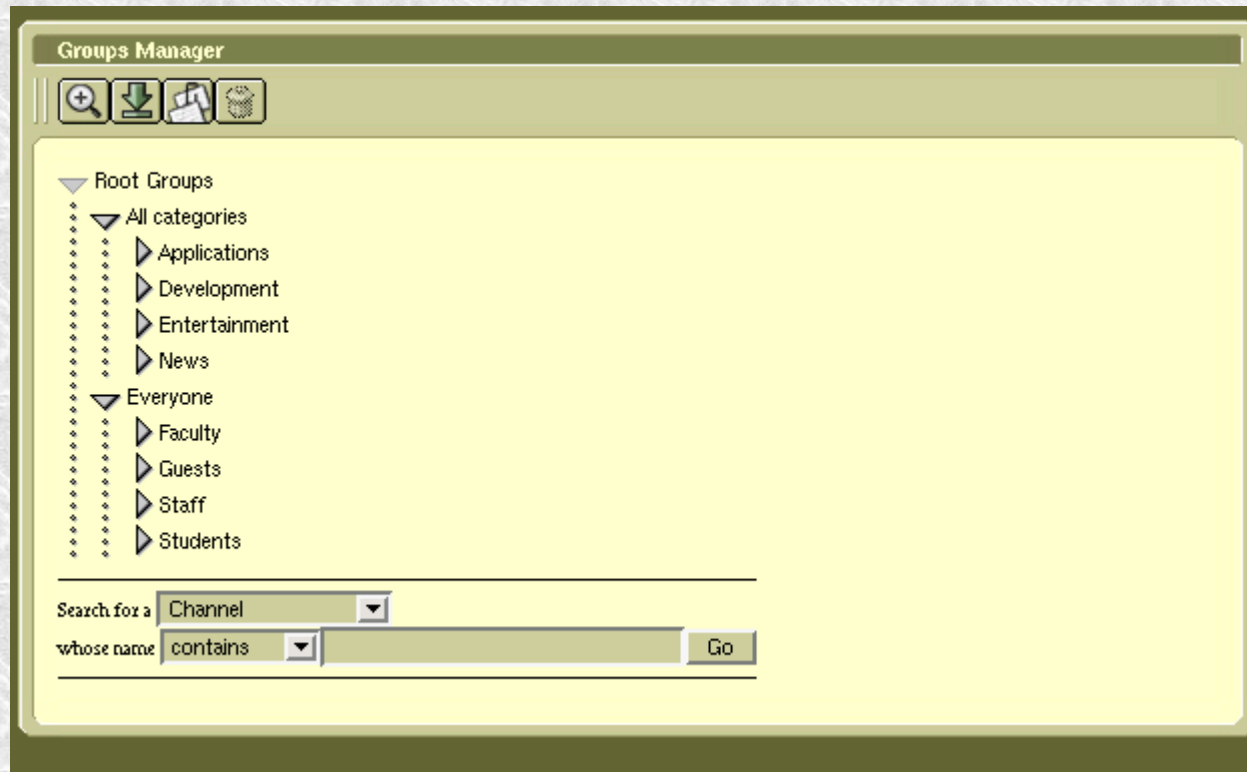 Groups Manager
Root Groups
All categories
Applications
Development
Entertainment
News
Everyone
Faculty
Guests
Staff
Students
Search for a Channel
whose name contains Go